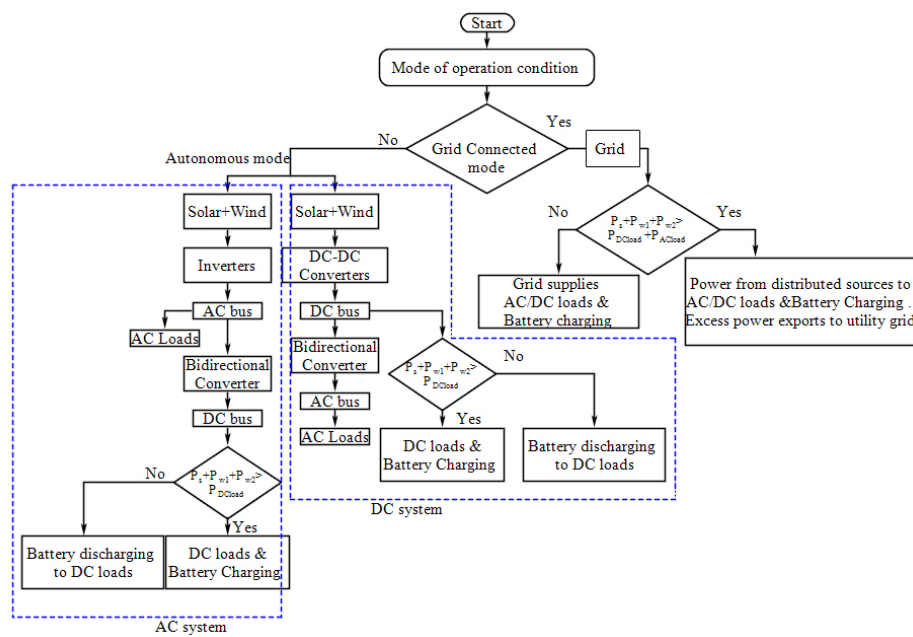 Start
Mode of operation condition
Grid Connected
mode
No
Yes
Grid
Autonomous mode
Solar+Wind
Inverters
AC bus
AC Loads
Bidirectional
Converter
DC bus
Ps+Pw1+Pw2>
PDCload
No
Yes
Battery discharging
to DC loads
DC loads &
Battery Charging
AC system
Solar+Wind
DC-DC
Converters
DC bus
Bidirectional
Converter
AC bus
AC Loads
Ps+Pw1+Pw2>
PDCload
No
Yes
DC loads &
Battery Charging
Battery discharging
to DC loads
DC system
Ps+Pw1+Pw2>
PDCload+PACload
No
Yes
Grid supplies
AC/DC loads &
Battery charging
Power from distributed sources to
AC/DC loads &Battery Charging .
Excess power exports to utility grid